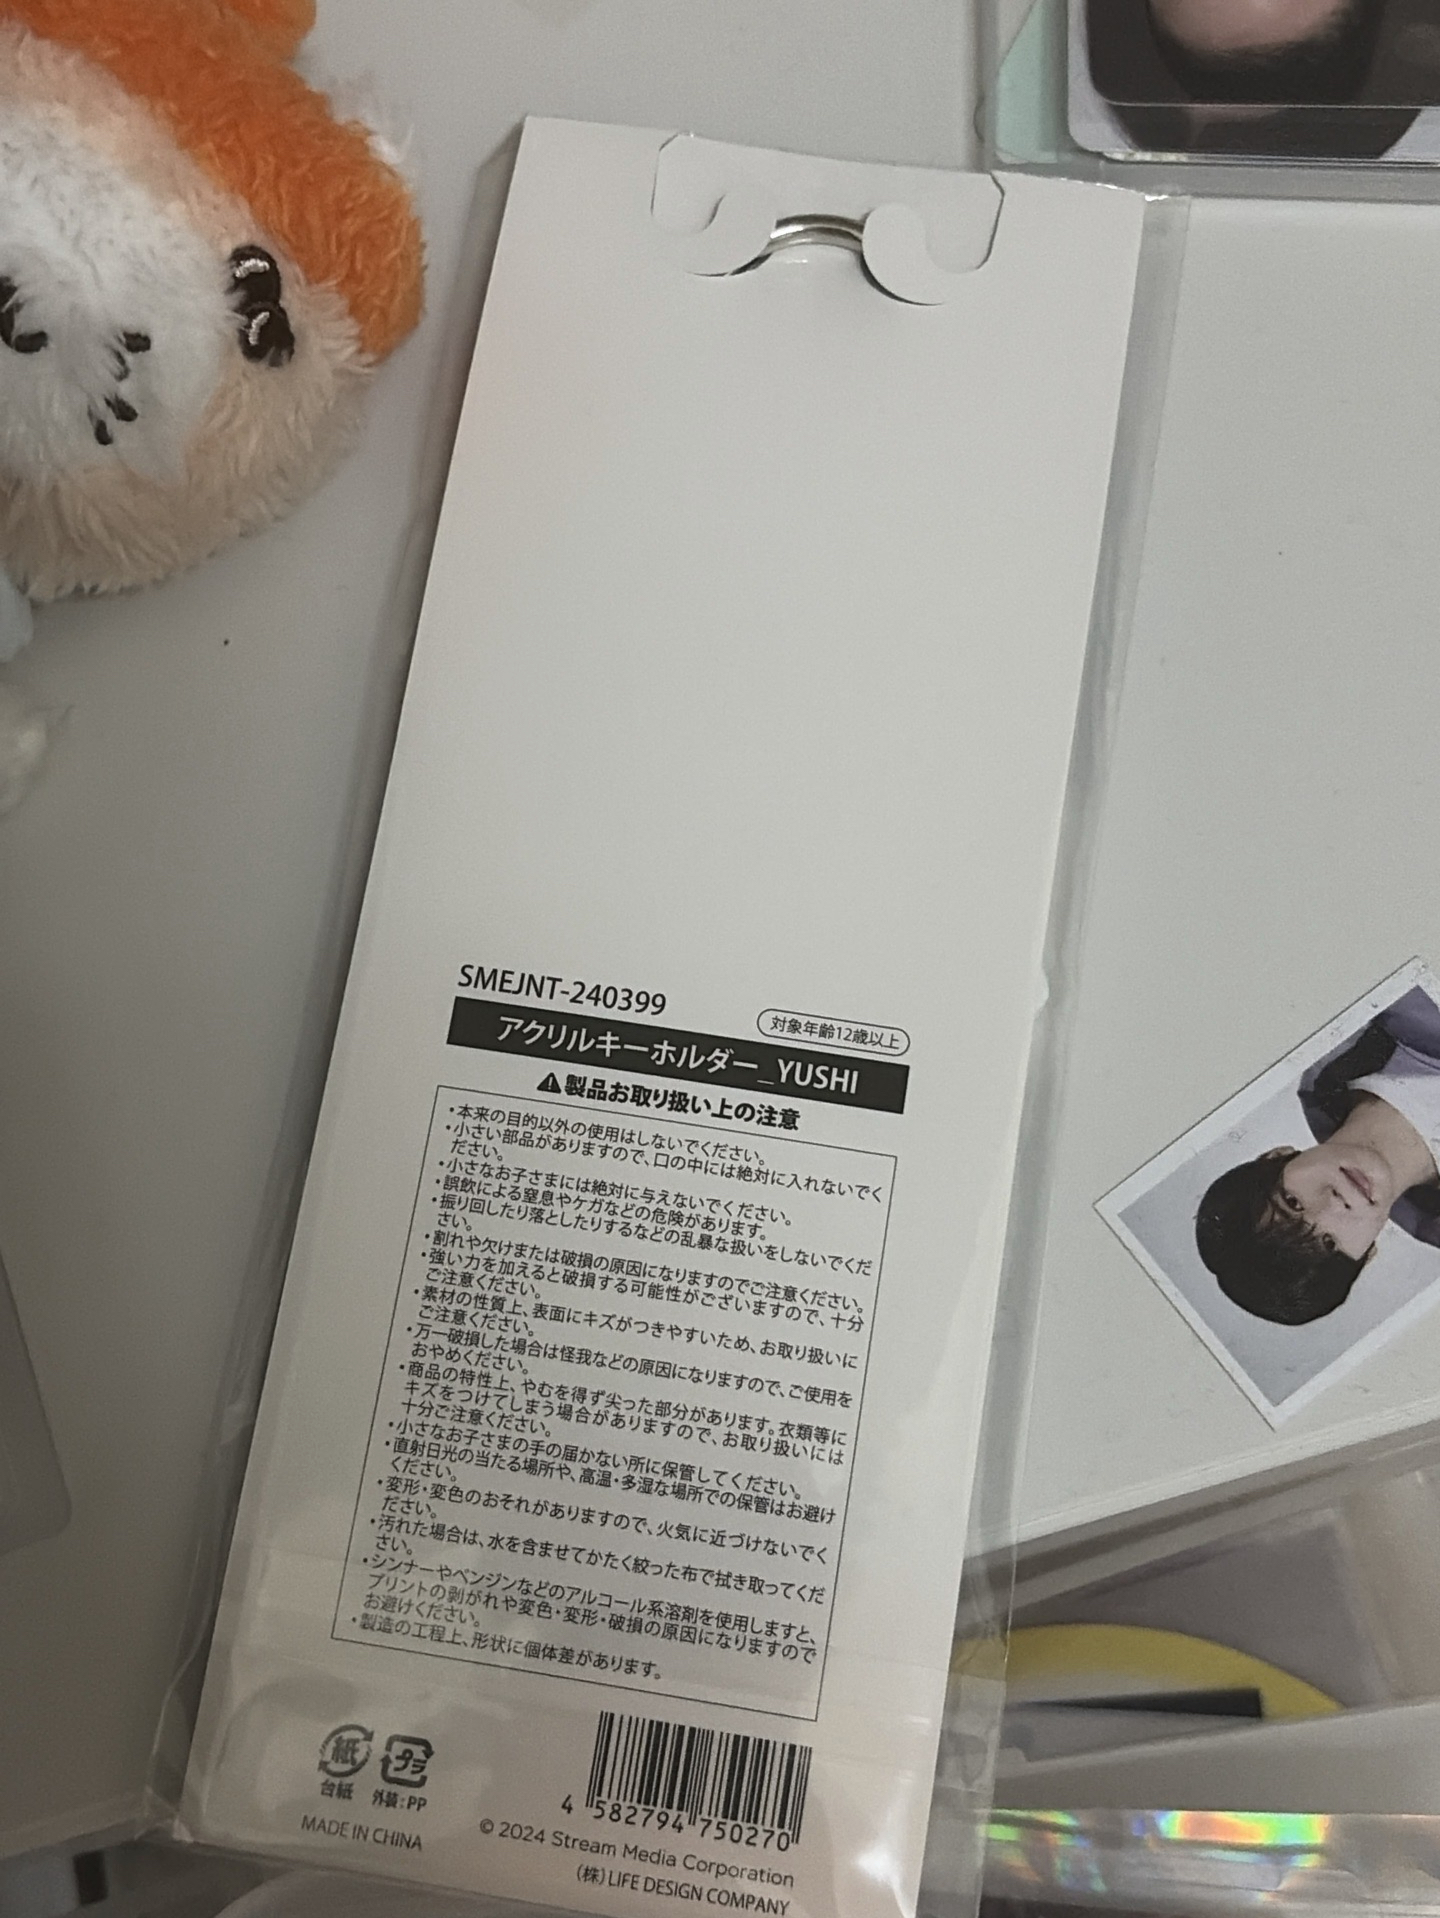 SMEJNT-240399
対象年齢12歳以上
アクリルキーホルダー_YUSHI
⚠製品お取り扱い上の注意
・本来の目的以外の使用はしないでください。
・小さい部品がありますので、口の中には絶対に入れないでく
ださい。
・小さなお子さまには絶対に与えないでください。
・誤飲による窒息やケガなどの危険があります。
・振り回したり落としたりするなどの乱暴な扱いをしないでくだ
さい。
・割れや欠けまたは破損の原因になりますのでご注意ください。
・強い力を加えると破損する可能性がございますので、十分
ご注意ください。
・素材の性質上、表面にキズがつきやすいため、お取り扱いに
ご注意ください。
・万一破損した場合は怪我などの原因になりますので、ご使用を
おやめください。
・商品の特性上、やむを得ず尖った部分があります。衣類等に
キズをつけてしまう場合がありますので、お取り扱いには
十分ご注意ください。
・小さなお子さまの手の届かない所に保管してください。
・直射日光の当たる場所や、高温・多湿な場所での保管はお避け
ください。
・変形・変色のおそれがありますので、火気に近づけないでく
ださい。
・汚れた場合は、水を含ませてかたく絞った布で拭き取ってくだ
さい。
・シンナーやベンジンなどのアルコール系溶剤を使用しますと、
プリントの剥がれや変色・変形・破損の原因になりますので
お避けください。
・製造の工程上、形状に個体差があります。
紙 プラ
台紙 外装:PP
4 582794 750270
MADE IN CHINA
© 2024 Stream Media Corporation
(株)LIFE DESIGN COMPANY